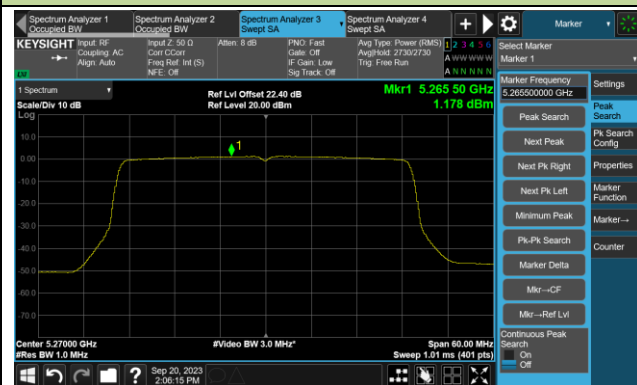 Spectrum Analyzer 1
Occupied BW
Spectrum Analyzer 2
Occupied BW
Spectrum Analyzer 3
Swept SA
Spectrum Analyzer 4
Swept SA
Marker
KEYSIGHT
Input: RF
Coupling: AC
Align: Auto
Input Z: 50 Ω
Corr CCorr
Freq Ref: Int (S)
NFE: Off
Atten: 8 dB
PNO: Fast
Gate: Off
IF Gain: Low
Sig Track: Off
Avg Type: Power (RMS)
Avg|Hold: 2730/2730
Trig: Free Run
1 2 3 4 5 6
A W W W W W
A N N N N N
Select Marker
Marker 1
1 Spectrum
Scale/Div 10 dB
Log
Ref Lvl Offset 22.40 dB
Ref Level 20.00 dBm
Mkr1 5.265 50 GHz
1.178 dBm
10.0
0.00
-10.0
-20.0
-30.0
-40.0
-50.0
-60.0
-70.0
1
Center 5.27000 GHz
#Res BW 1.0 MHz
#Video BW 3.0 MHz*
Span 60.00 MHz
Sweep 1.01 ms (401 pts)
Marker Frequency
5.265500000 GHz
Peak Search
Next Peak
Next Pk Right
Next Pk Left
Minimum Peak
Pk-Pk Search
Marker Delta
Mkr→CF
Mkr→Ref Lvl
Continuous Peak
Search
On
Off
Settings
Peak
Search
Pk Search
Config
Properties
Marker
Function
Marker→
Counter
?
Sep 20, 2023
2:06:15 PM